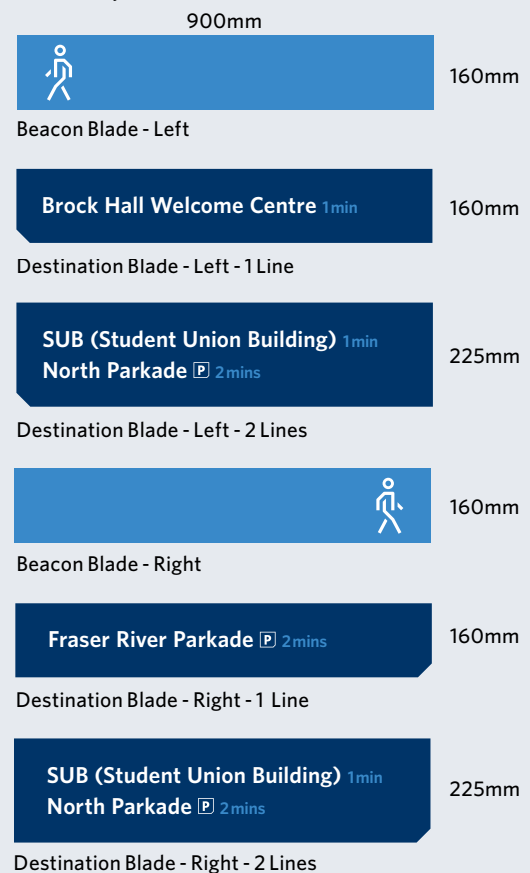 900mm
160mm
Beacon Blade - Left
Brock Hall Welcome Centre 1min
160mm
Destination Blade - Left - 1 Line
SUB (Student Union Building) 1min
North Parkade P 2mins
225mm
Destination Blade - Left - 2 Lines
160mm
Beacon Blade - Right
Fraser River Parkade P 2mins
160mm
Destination Blade - Right - 1 Line
SUB (Student Union Building) 1min
North Parkade P 2mins
225mm
Destination Blade - Right - 2 Lines